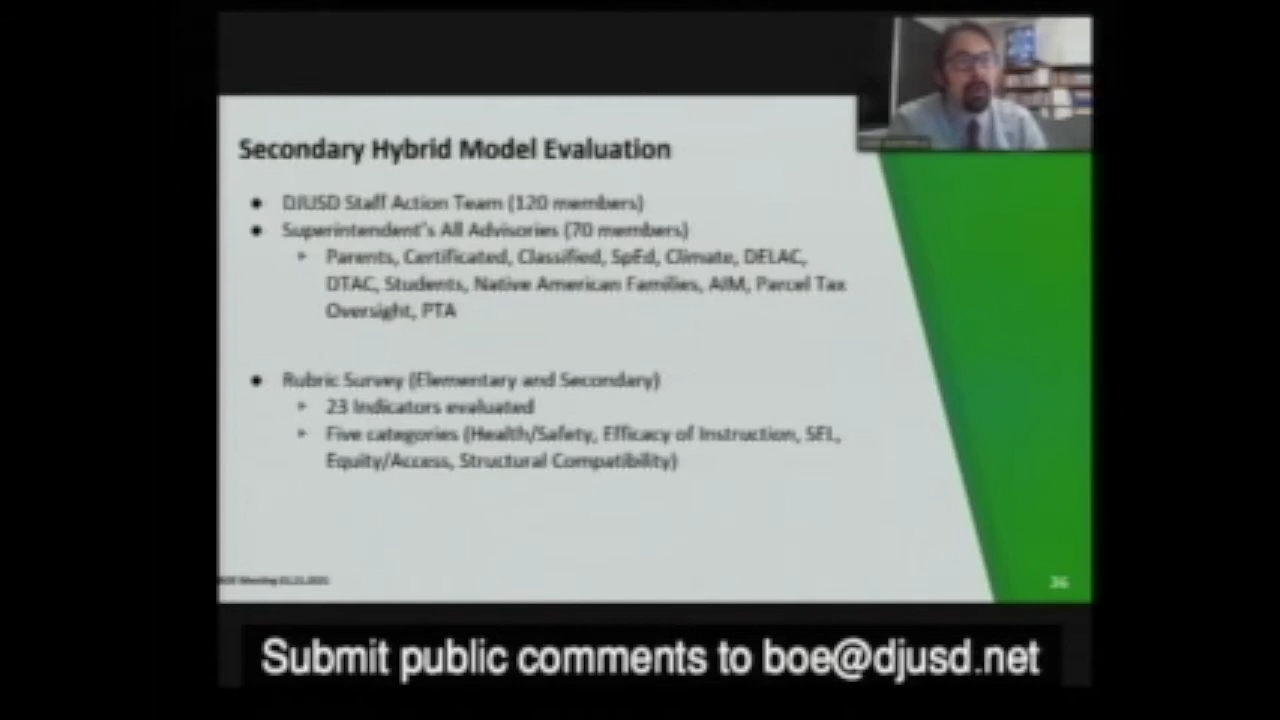 Secondary Hybrid Model Evaluation
● DJUSD Staff Action Team (120 members)
● Superintendent's All Advisories (70 members)
Parents, Certificated, Classified, SpEd, Climate, DELAC,
DTAC, Students, Native American Families, AIM, Parcel Tax
Oversight, PTA
● Rubric Survey (Elementary and Secondary)
23 Indicators evaluated
Five categories (Health/Safety, Efficacy of Instruction, SEL,
Equity/Access, Structural Compatibility)
Meeting
36
Submit public comments to boe@djusd.net